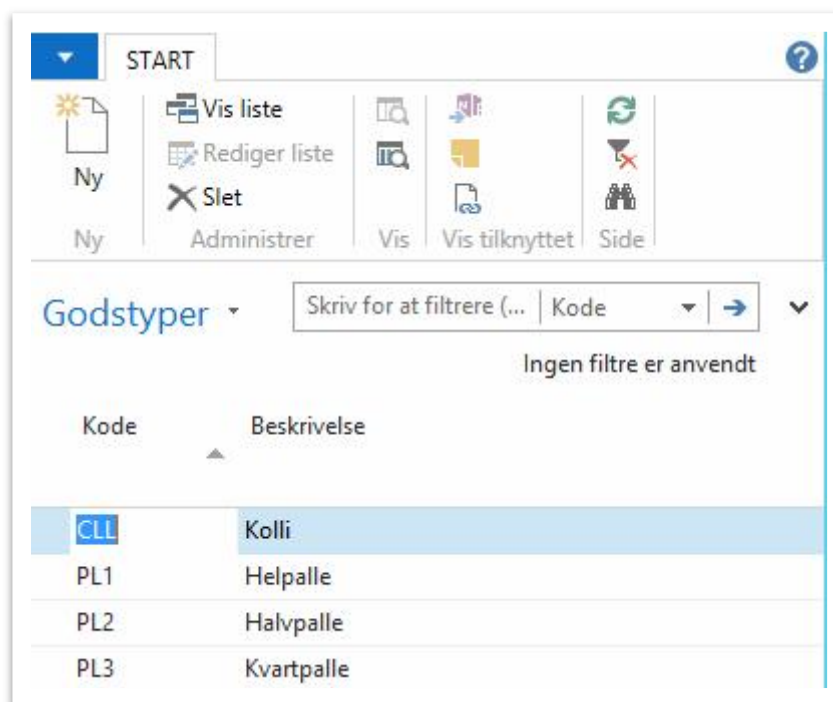 START
Ny
Vis liste
Rediger liste
Slet
Ny
Administrer
Vis
Vis tilknyttet
Side
Godstyper
Skriv for at filtrere (...
Kode
Ingen filtre er anvendt
Kode Beskrivelse
CLL Kolli
PL1 Helpalle
PL2 Halvpalle
PL3 Kvartpalle